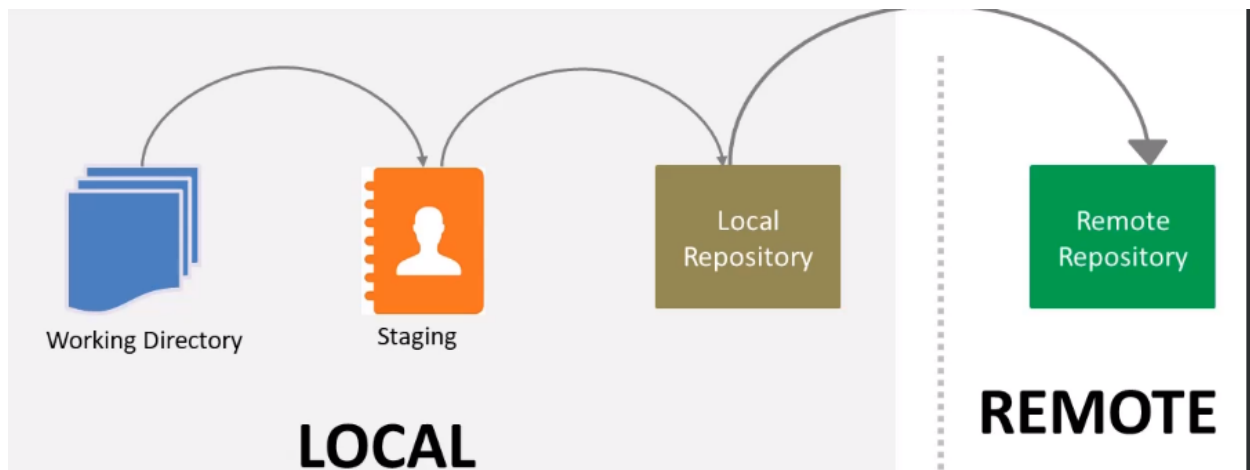 Working Directory
Staging
Local
Repository
Remote
Repository
LOCAL
REMOTE